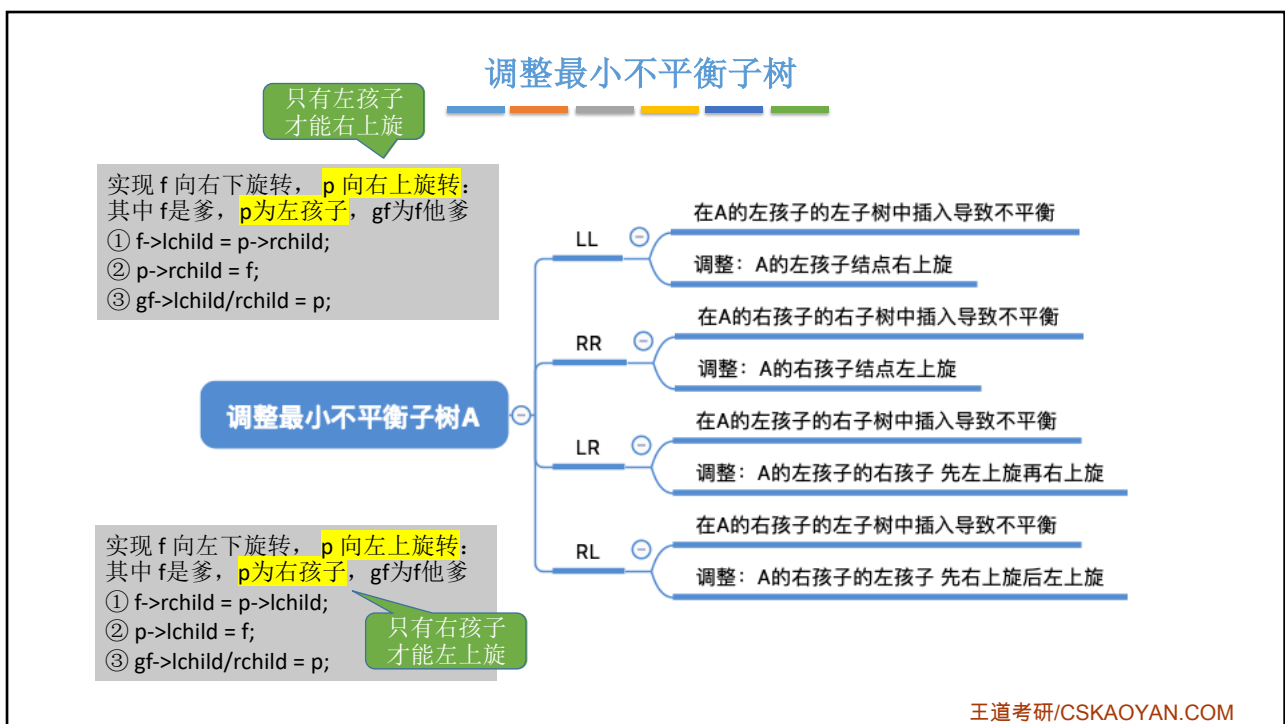 调整最小不平衡子树
只有左孩子
才能右上旋
实现 f 向右下旋转， p 向右上旋转：
其中 f是爹，p为左孩子，gf为f他爹
① f->lchild = p->rchild;
② p->rchild = f;
③ gf->lchild/rchild = p;
调整最小不平衡子树A
LL
在A的左孩子的左子树中插入导致不平衡
调整：A的左孩子结点右上旋
RR
在A的右孩子的右子树中插入导致不平衡
调整：A的右孩子结点左上旋
LR
在A的左孩子的右子树中插入导致不平衡
调整：A的左孩子的右孩子 先左上旋再右上旋
RL
在A的右孩子的左子树中插入导致不平衡
调整：A的右孩子的左孩子 先右上旋后左上旋
实现 f 向左下旋转， p 向左上旋转：
其中 f是爹，p为右孩子，gf为f他爹
① f->rchild = p->lchild;
② p->lchild = f;
③ gf->lchild/rchild = p;
只有右孩子
才能左上旋
王道考研/CSKAOYAN.COM